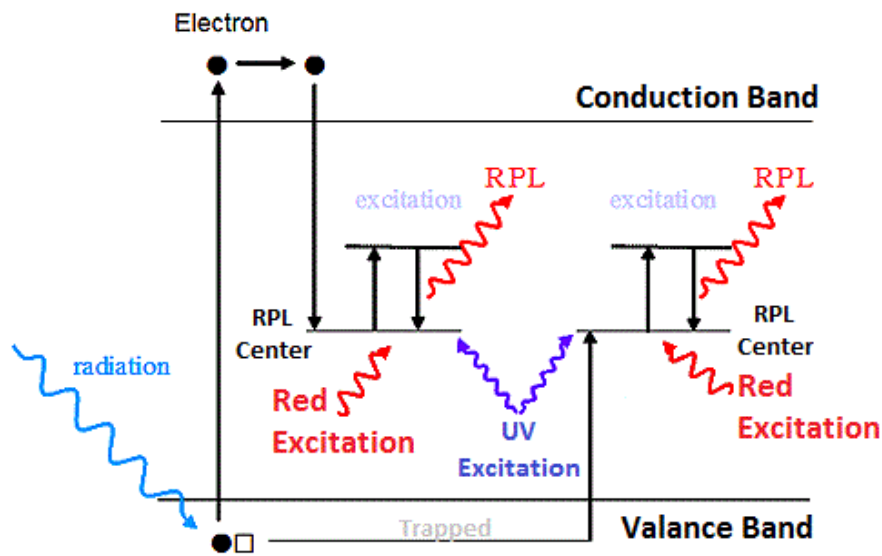 Electron
Conduction Band
RPL
RPL
excitation
excitation
RPL
Center
RPL
Center
radiation
Red
Excitation
UV
Excitation
Red
Excitation
Trapped
Valance Band